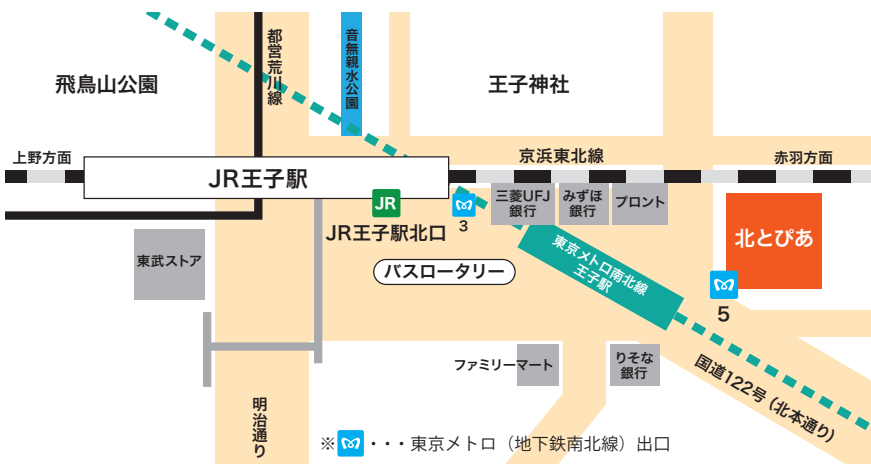 飛鳥山公園
都営荒川線
音無親水公園
王子神社
上野方面
JR王子駅
京浜東北線
赤羽方面
JR
JR王子駅北口
3
三菱UFJ
銀行
みずほ
銀行
プロント
北とぴあ
東武ストア
バスロータリー
東京メトロ南北線
王子駅
5
ファミリーマート
りそな
銀行
国道122号（北本通り）
明治通り
※・・・東京メトロ（地下鉄南北線）出口